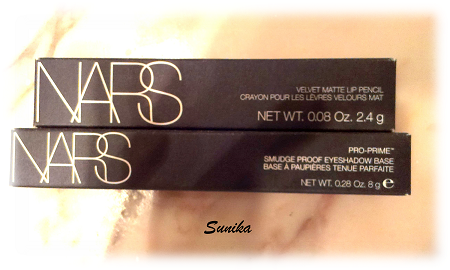 NARS
VELVET MATTE LIP PENCIL
CRAYON POUR LES LÈVRES VELOURS MAT
NET WT. 0.08 Oz. 2.4 g
NARS
PRO-PRIME™
SMUDGE PROOF EYESHADOW BASE
BASE À PAUPIÈRES TENUE PARFAITE
NET WT. 0.28 Oz. 8 g ℮
Sunika